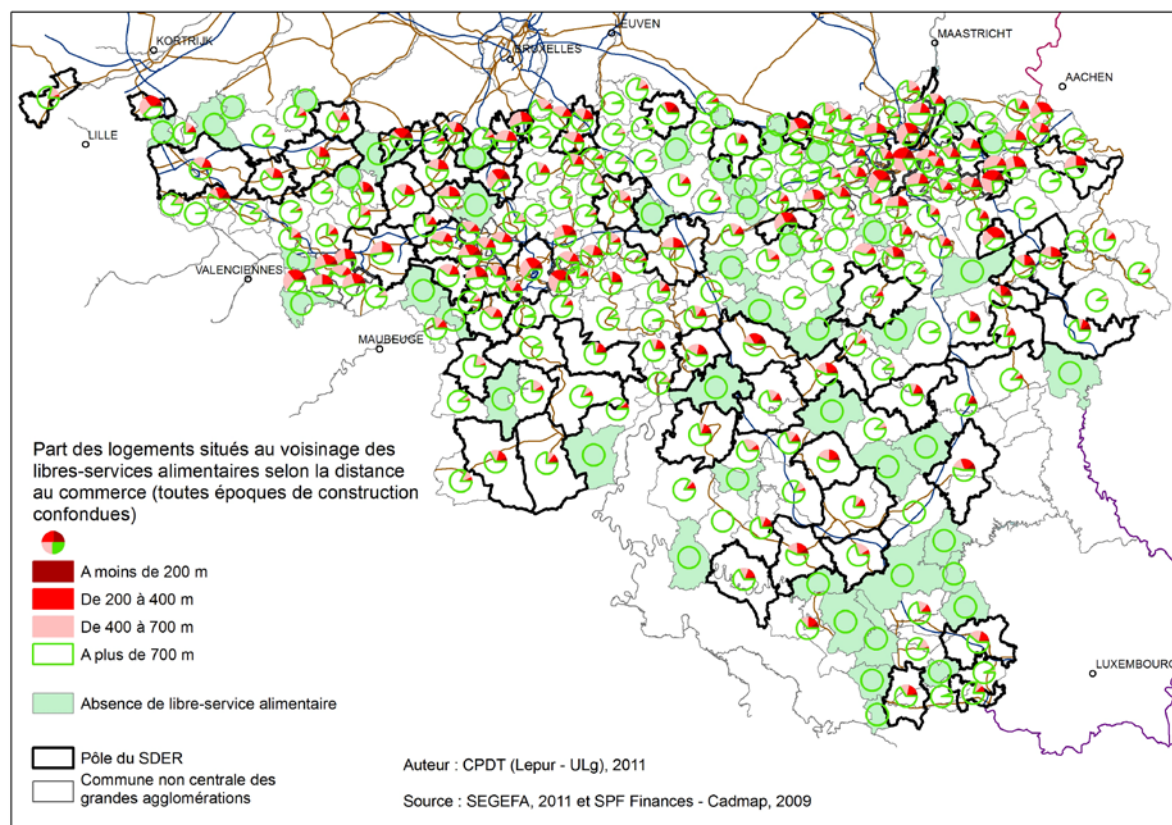 KORTRIJK
LEUVEN
BRUXELLES
MAASTRICHT
AACHEN
LILLE
VALENCIENNES
MAUBEUGE
LUXEMBOURG
Part des logements situés au voisinage des
libres-services alimentaires selon la distance
au commerce (toutes époques de construction
confondues)
A moins de 200 m
De 200 à 400 m
De 400 à 700 m
A plus de 700 m
Absence de libre-service alimentaire
Pôle du SDER
Commune non centrale des
grandes agglomérations
Auteur : CPDT (Lepur - ULg), 2011
Source : SEGEFA, 2011 et SPF Finances - Cadmap, 2009